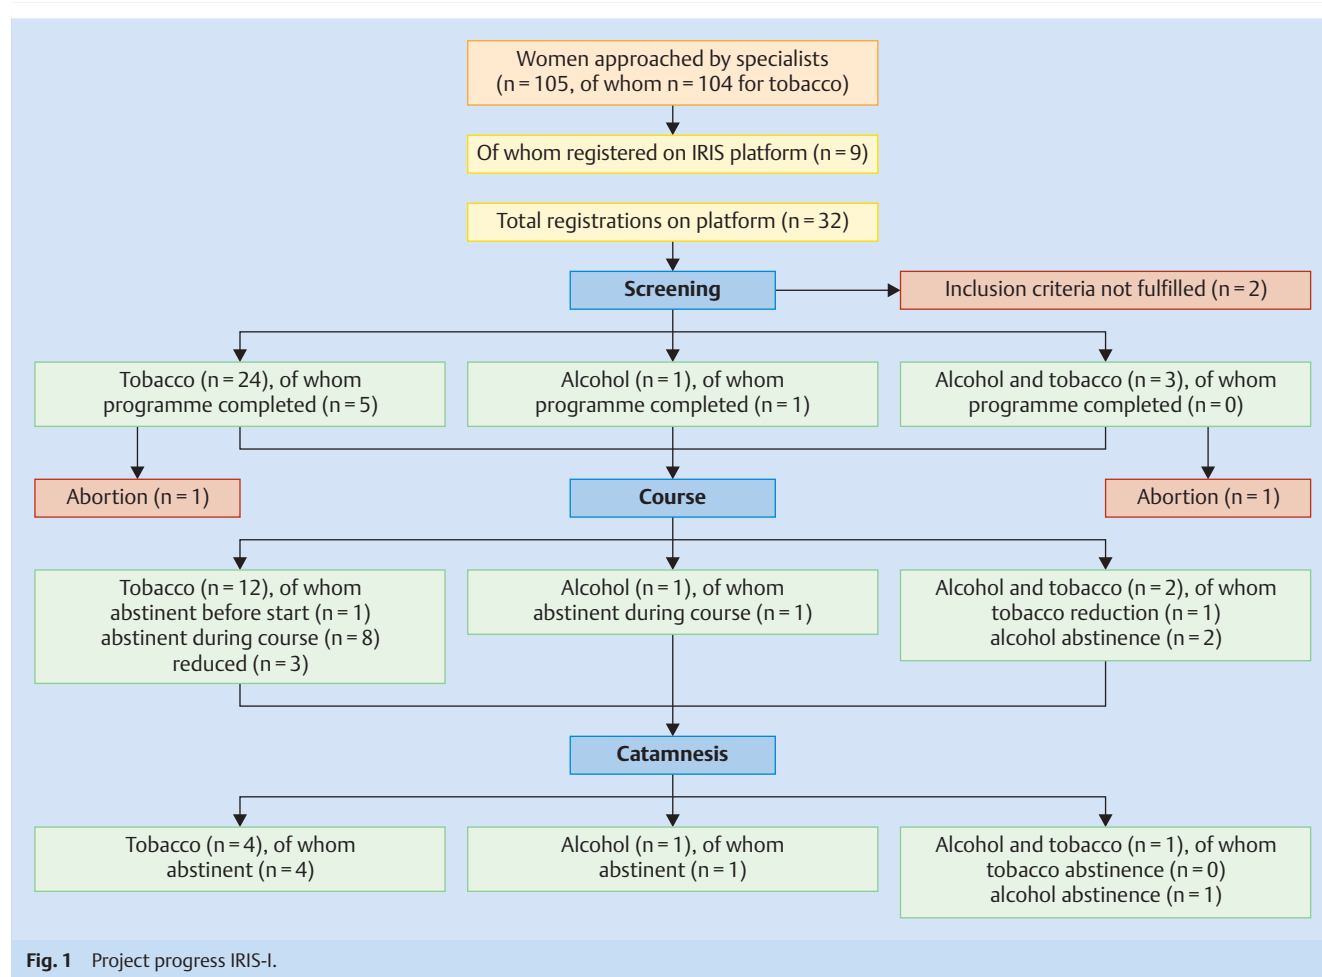 Women approached by specialists
(n = 105, of whom n = 104 for tobacco)
Of whom registered on IRIS platform (n = 9)
Total registrations on platform (n = 32)
Screening
Inclusion criteria not fulfilled (n = 2)
Tobacco (n = 24), of whom
programme completed (n = 5)
Alcohol (n = 1), of whom
programme completed (n = 1)
Alcohol and tobacco (n = 3), of whom
programme completed (n = 0)
Abortion (n = 1)
Course
Abortion (n = 1)
Tobacco (n = 12), of whom
abstinent before start (n = 1)
abstinent during course (n = 8)
reduced (n = 3)
Alcohol (n = 1), of whom
abstinent during course (n = 1)
Alcohol and tobacco (n = 2), of whom
tobacco reduction (n = 1)
alcohol abstinence (n = 2)
Catamnesis
Tobacco (n = 4), of whom
abstinent (n = 4)
Alcohol (n = 1), of whom
abstinent (n = 1)
Alcohol and tobacco (n = 1), of whom
tobacco abstinence (n = 0)
alcohol abstinence (n = 1)
Fig. 1 Project progress IRIS-I.